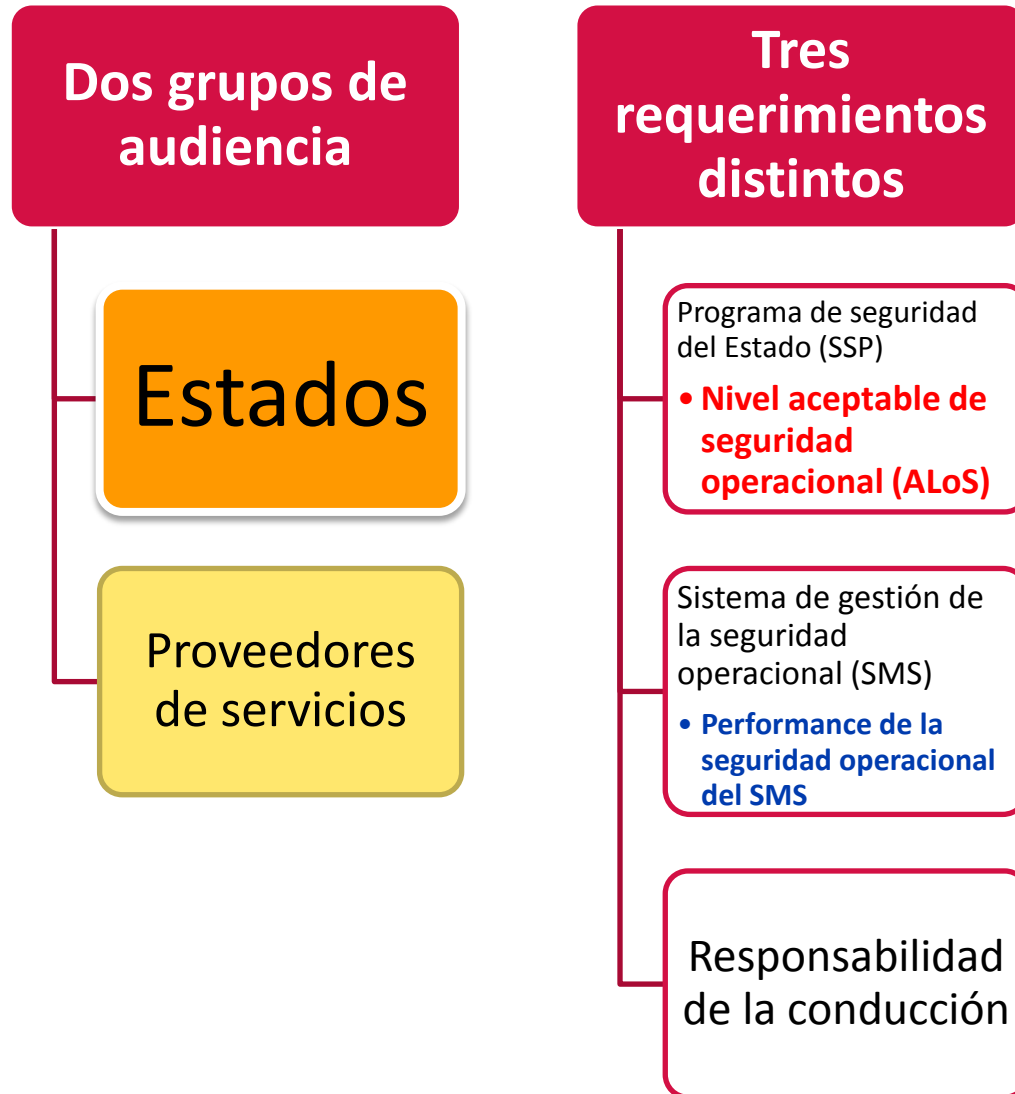 Dos grupos de
audiencia
Estados
Proveedores
de servicios
Tres
requerimientos
distintos
Programa de seguridad
del Estado (SSP)
• Nivel aceptable de
seguridad
operacional (ALoS)
Sistema de gestión de
la seguridad
operacional (SMS)
• Performance de la
seguridad operacional
del SMS
Responsabilidad
de la conducción